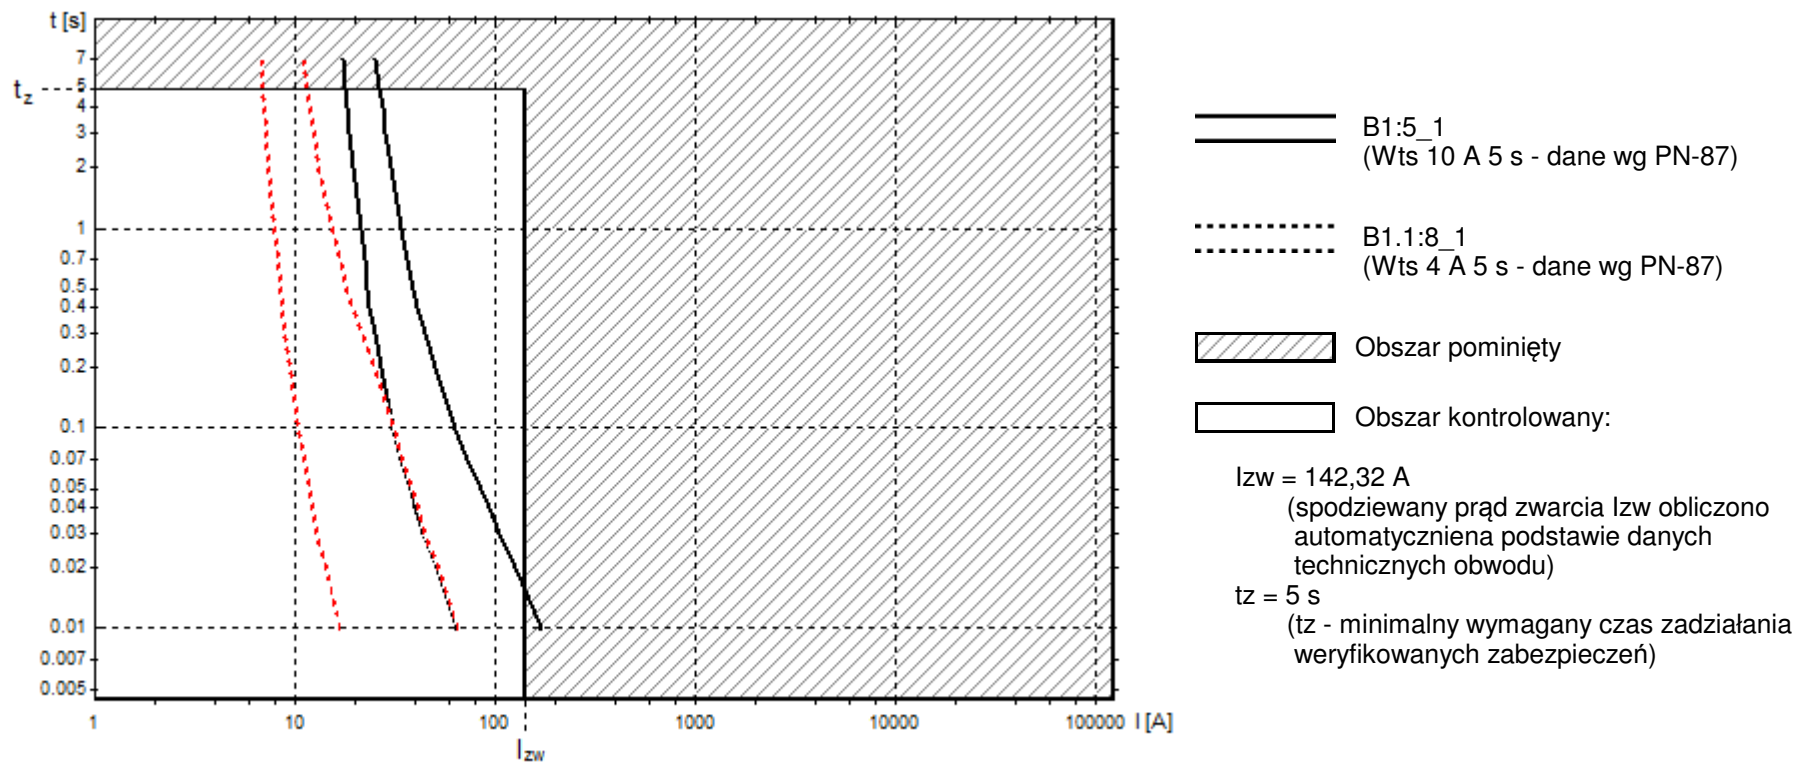 t [s]
7
5
t z
4
3
2
1
0.7
0.5
0.4
0.3
0.2
0.1
0.07
0.05
0.04
0.03
0.02
0.01
0.007
0.005
1 10 100 1000 10000 100000 I [A]
I zw
B1:5_1
(Wts 10 A 5 s - dane wg PN-87)
B1.1:8_1
(Wts 4 A 5 s - dane wg PN-87)
Obszar pominięty
Obszar kontrolowany:
Izw = 142,32 A
(spodziewany prąd zwarcia Izw obliczono
automatyczniena podstawie danych
technicznych obwodu)
tz = 5 s
(tz - minimalny wymagany czas zadziałania
weryfikowanych zabezpieczeń)